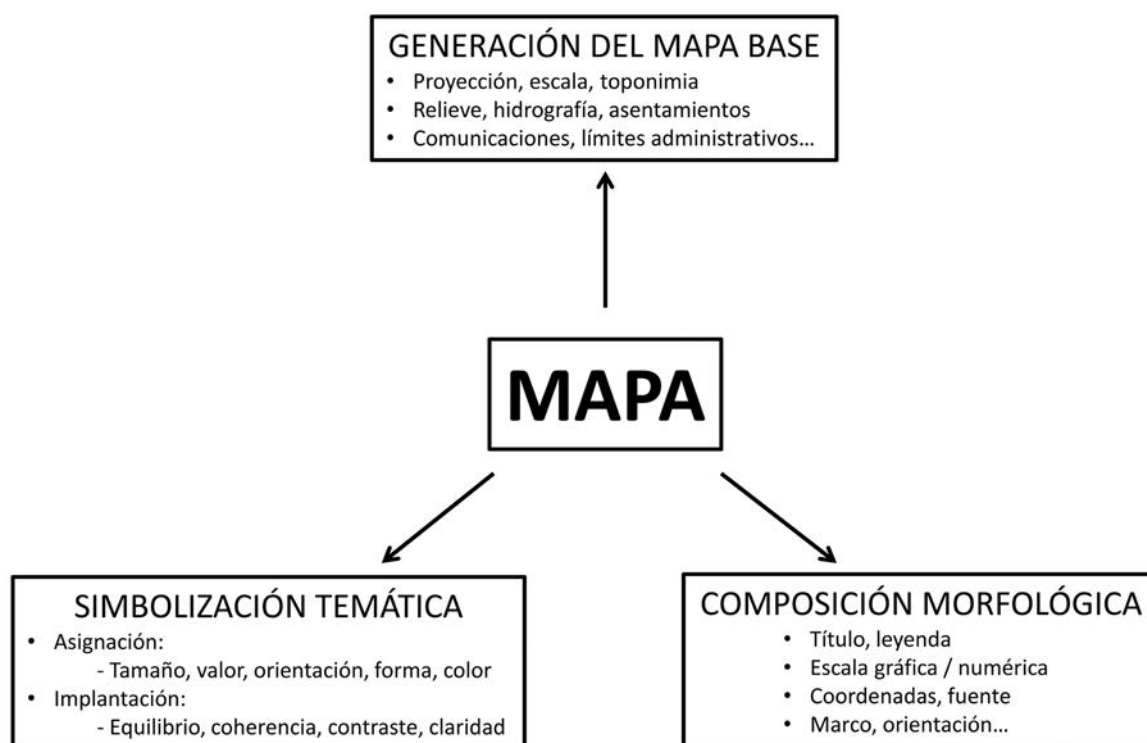 GENERACIÓN DEL MAPA BASE
• Proyección, escala, toponimia
• Relieve, hidrografía, asentamientos
• Comunicaciones, límites administrativos...
MAPA
SIMBOLIZACIÓN TEMÁTICA
• Asignación:
- Tamaño, valor, orientación, forma, color
• Implantación:
- Equilibrio, coherencia, contraste, claridad
COMPOSICIÓN MORFOLÓGICA
• Título, leyenda
• Escala gráfica / numérica
• Coordenadas, fuente
• Marco, orientación...